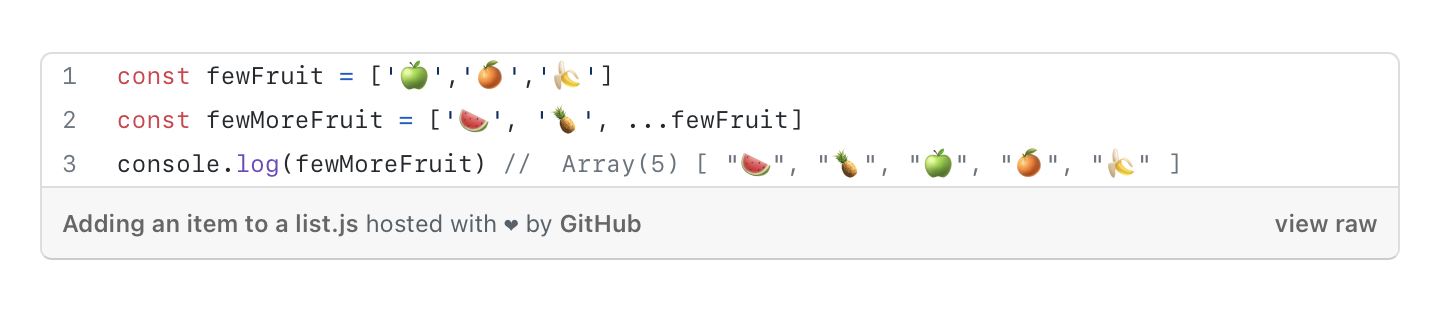 1 const fewFruit = ['🍏','🍊','🍌']
2 const fewMoreFruit = ['🍉', '🍍', ...fewFruit]
3 console.log(fewMoreFruit) //  Array(5) [ "🍉", "🍍", "🍏", "🍊", "🍌" ]
Adding an item to a list.js hosted with ❤ by GitHub view raw